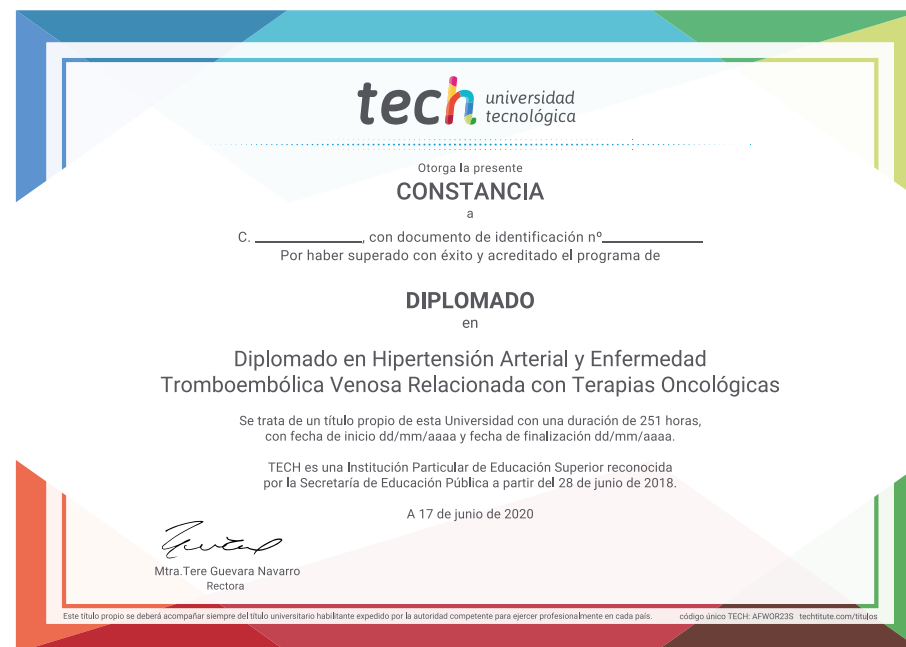 tech universidad
tecnológica
Otorga la presente
CONSTANCIA
a
C. ____________, con documento de identificación nº____________
Por haber superado con éxito y acreditado el programa de
DIPLOMADO
en
Diplomado en Hipertensión Arterial y Enfermedad
Tromboembólica Venosa Relacionada con Terapias Oncológicas
Se trata de un título propio de esta Universidad con una duración de 251 horas,
con fecha de inicio dd/mm/aaaa y fecha de finalización dd/mm/aaaa.
TECH es una Institución Particular de Educación Superior reconocida
por la Secretaría de Educación Pública a partir del 28 de junio de 2018.
A 17 de junio de 2020
Mtra.Tere Guevara Navarro
Rectora
Este título propio se deberá acompañar siempre del título universitario habilitante expedido por la autoridad competente para ejercer profesionalmente en cada país. código único TECH: AFWOR23S techtitute.com/titulos